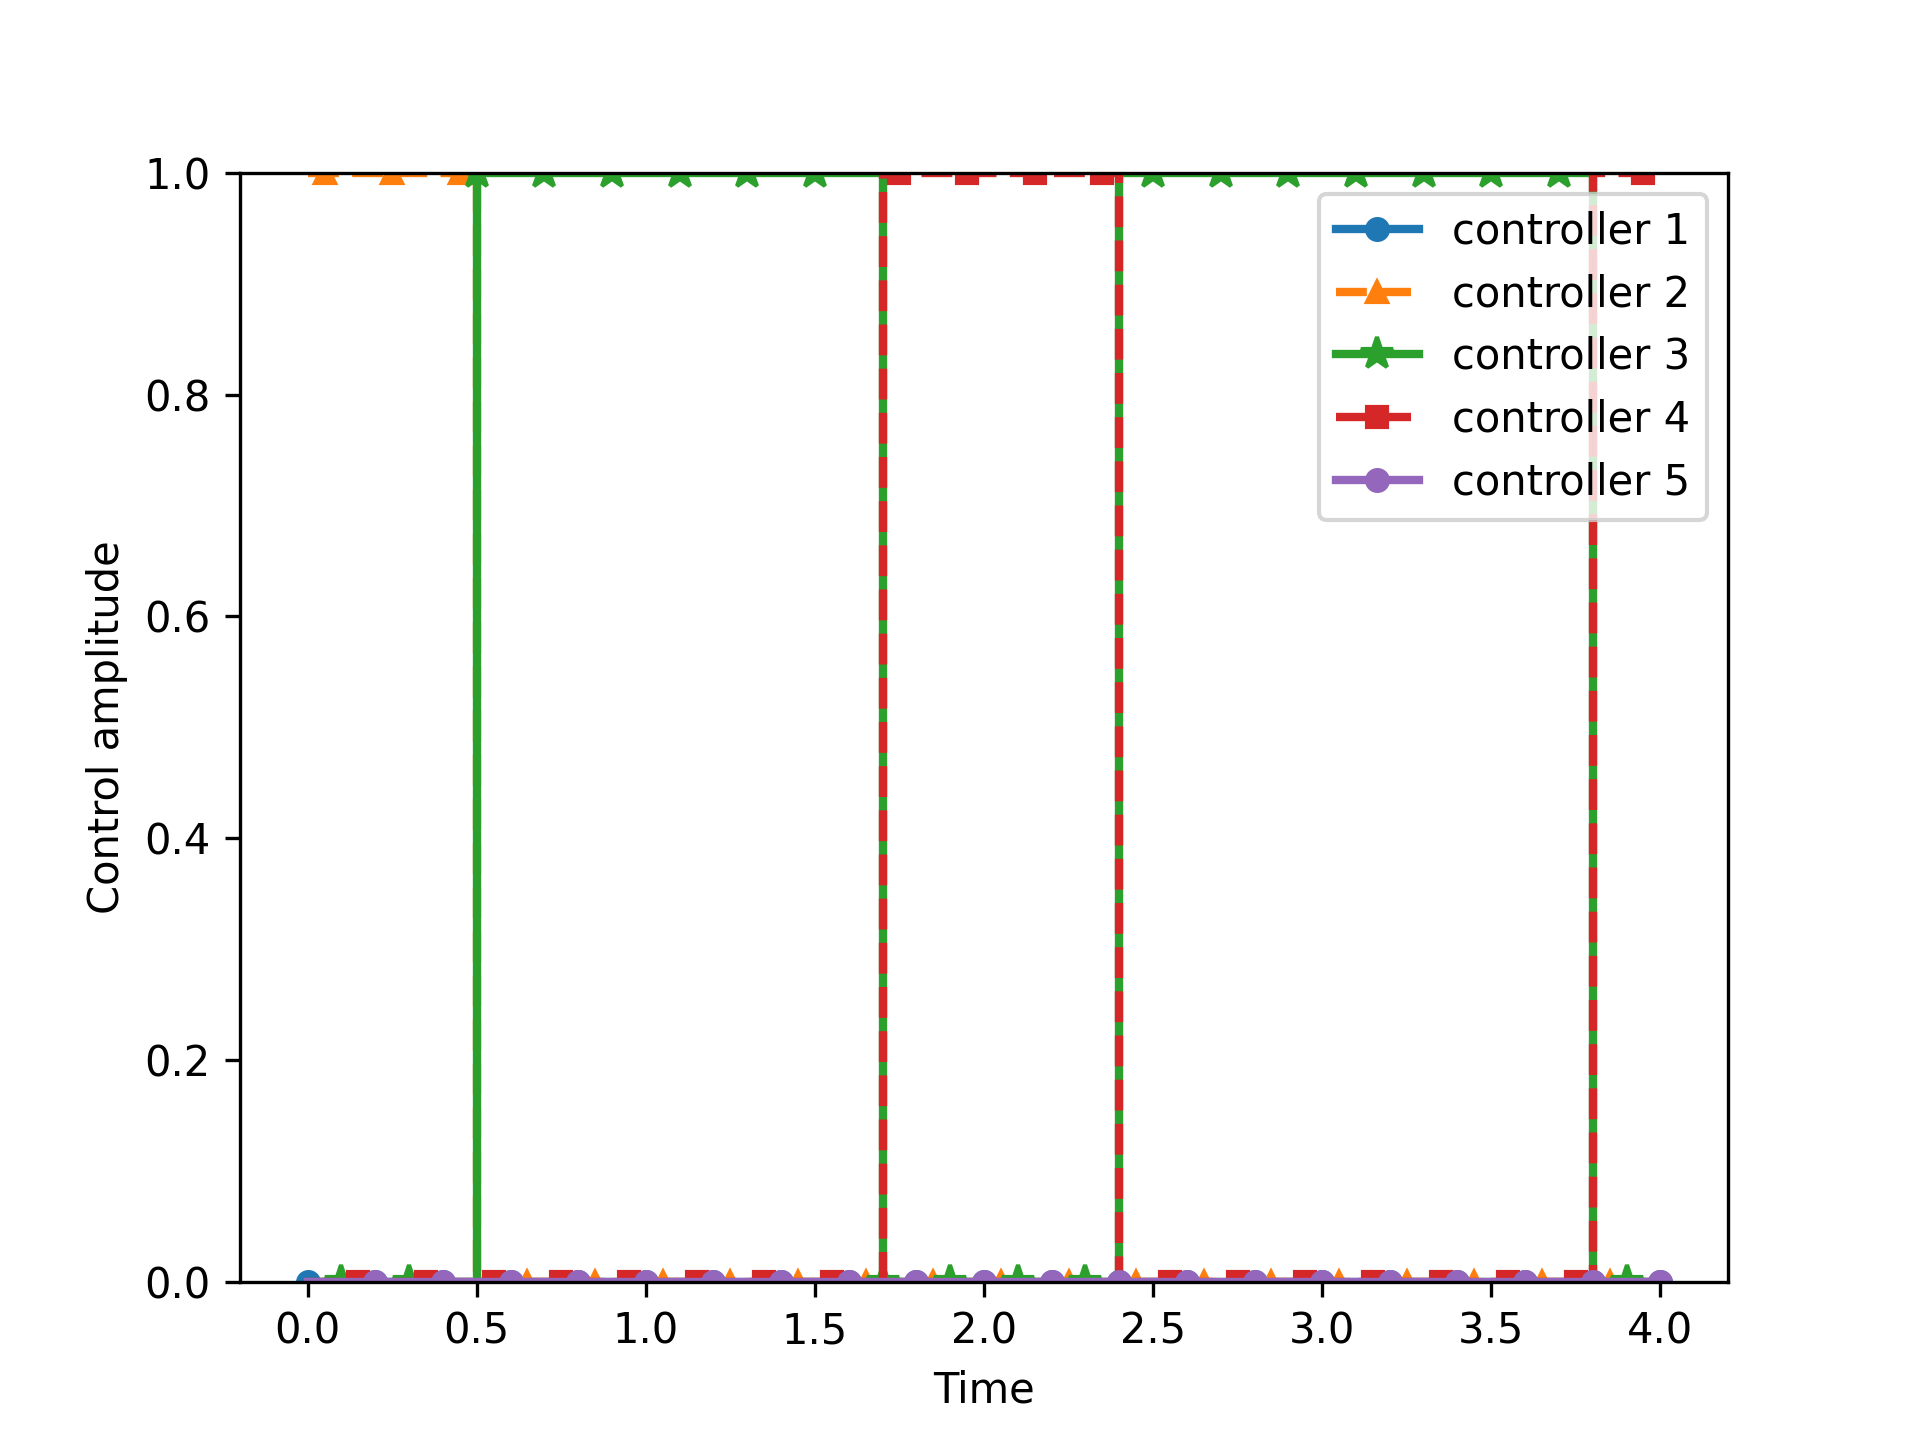 1.0
0.8
0.6
0.4
0.2
0.0
Control amplitude
controller 1
controller 2
controller 3
controller 4
controller 5
0.0 0.5 1.0 1.5 2.0 2.5 3.0 3.5 4.0
Time